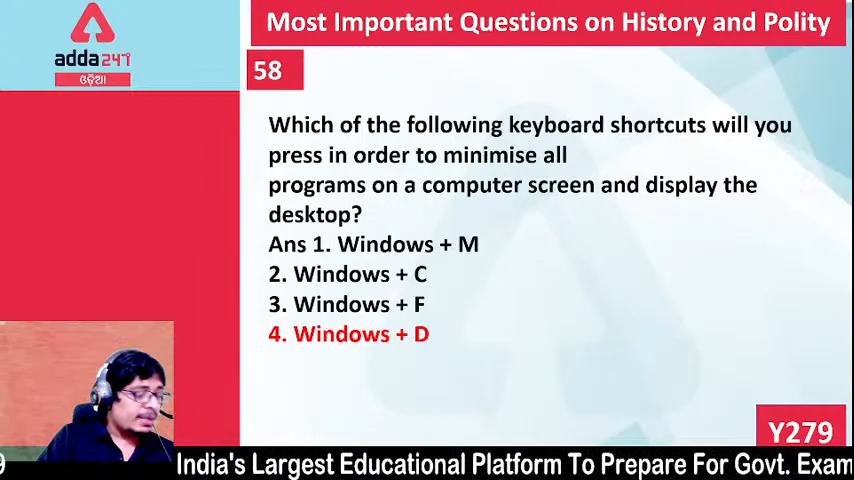 Most Important Questions on History and Polity
adda247
ଓଡ଼ିଆ
58
Which of the following keyboard shortcuts will you
press in order to minimise all
programs on a computer screen and display the
desktop?
Ans 1. Windows + M
2. Windows + C
3. Windows + F
4. Windows + D
Y279
9
India's Largest Educational Platform To Prepare For Govt. Exam